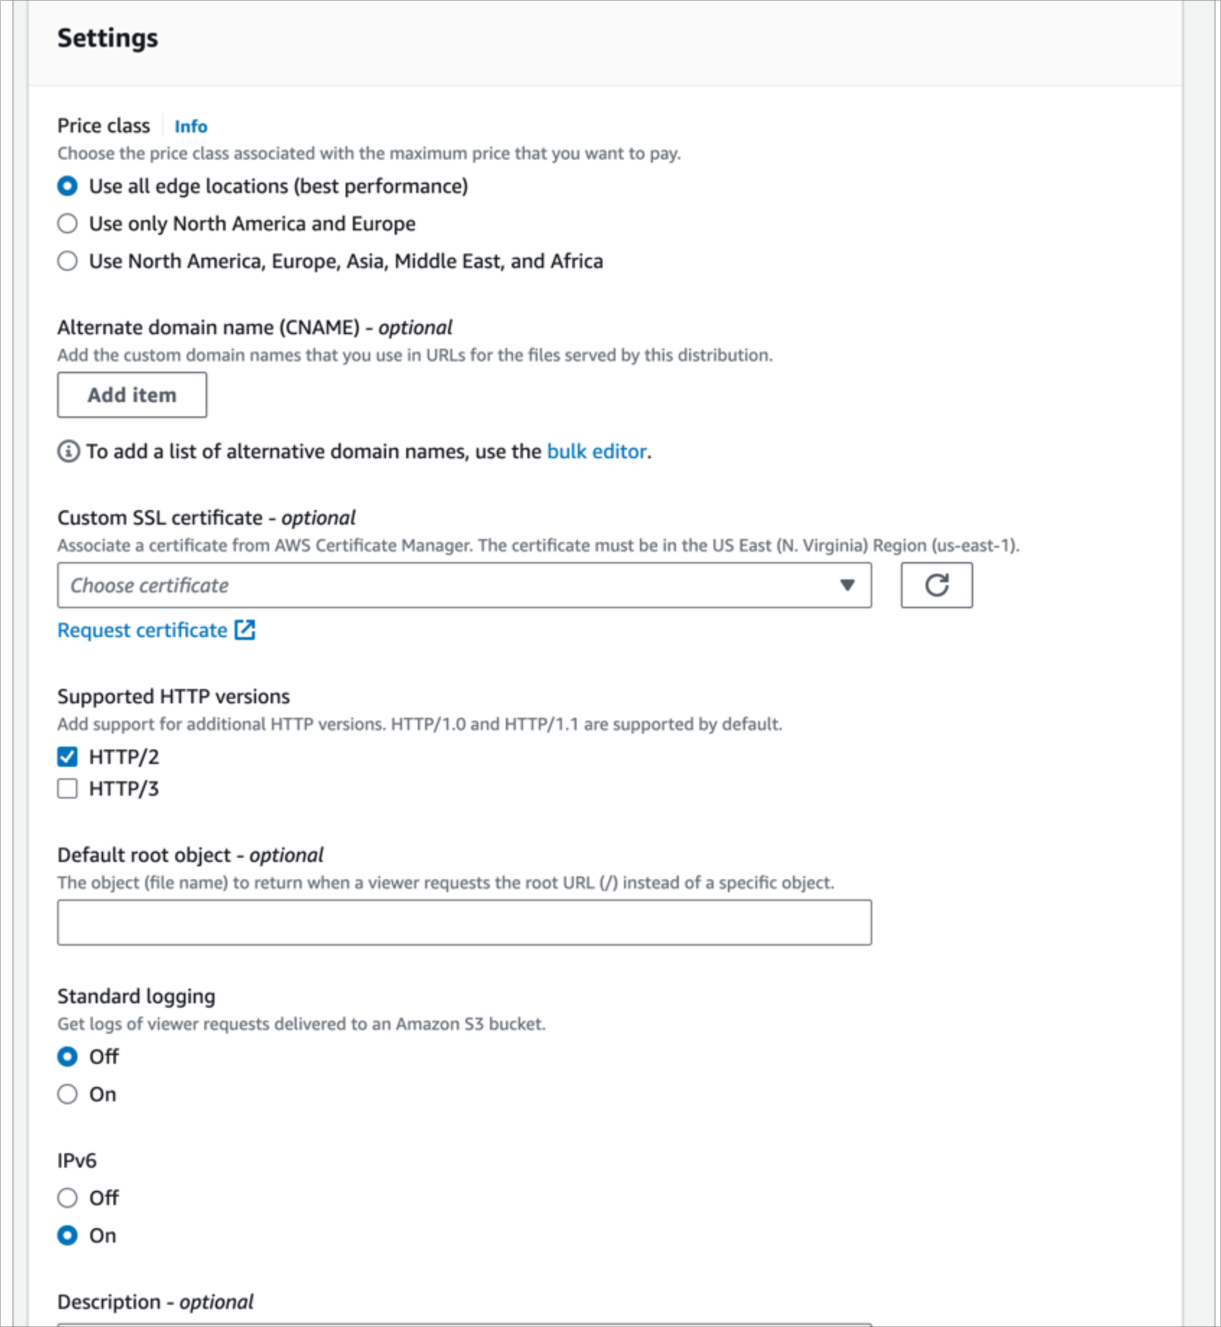 Settings
Price class Info
Choose the price class associated with the maximum price that you want to pay.
Use all edge locations (best performance)
Use only North America and Europe
Use North America, Europe, Asia, Middle East, and Africa
Alternate domain name (CNAME) - optional
Add the custom domain names that you use in URLs for the files served by this distribution.
Add item
To add a list of alternative domain names, use the bulk editor.
Custom SSL certificate - optional
Associate a certificate from AWS Certificate Manager. The certificate must be in the US East (N. Virginia) Region (us-east-1).
Choose certificate
Request certificate
Supported HTTP versions
Add support for additional HTTP versions. HTTP/1.0 and HTTP/1.1 are supported by default.
HTTP/2
HTTP/3
Default root object - optional
The object (file name) to return when a viewer requests the root URL (/) instead of a specific object.
Standard logging
Get logs of viewer requests delivered to an Amazon S3 bucket.
Off
On
IPv6
Off
On
Description - optional